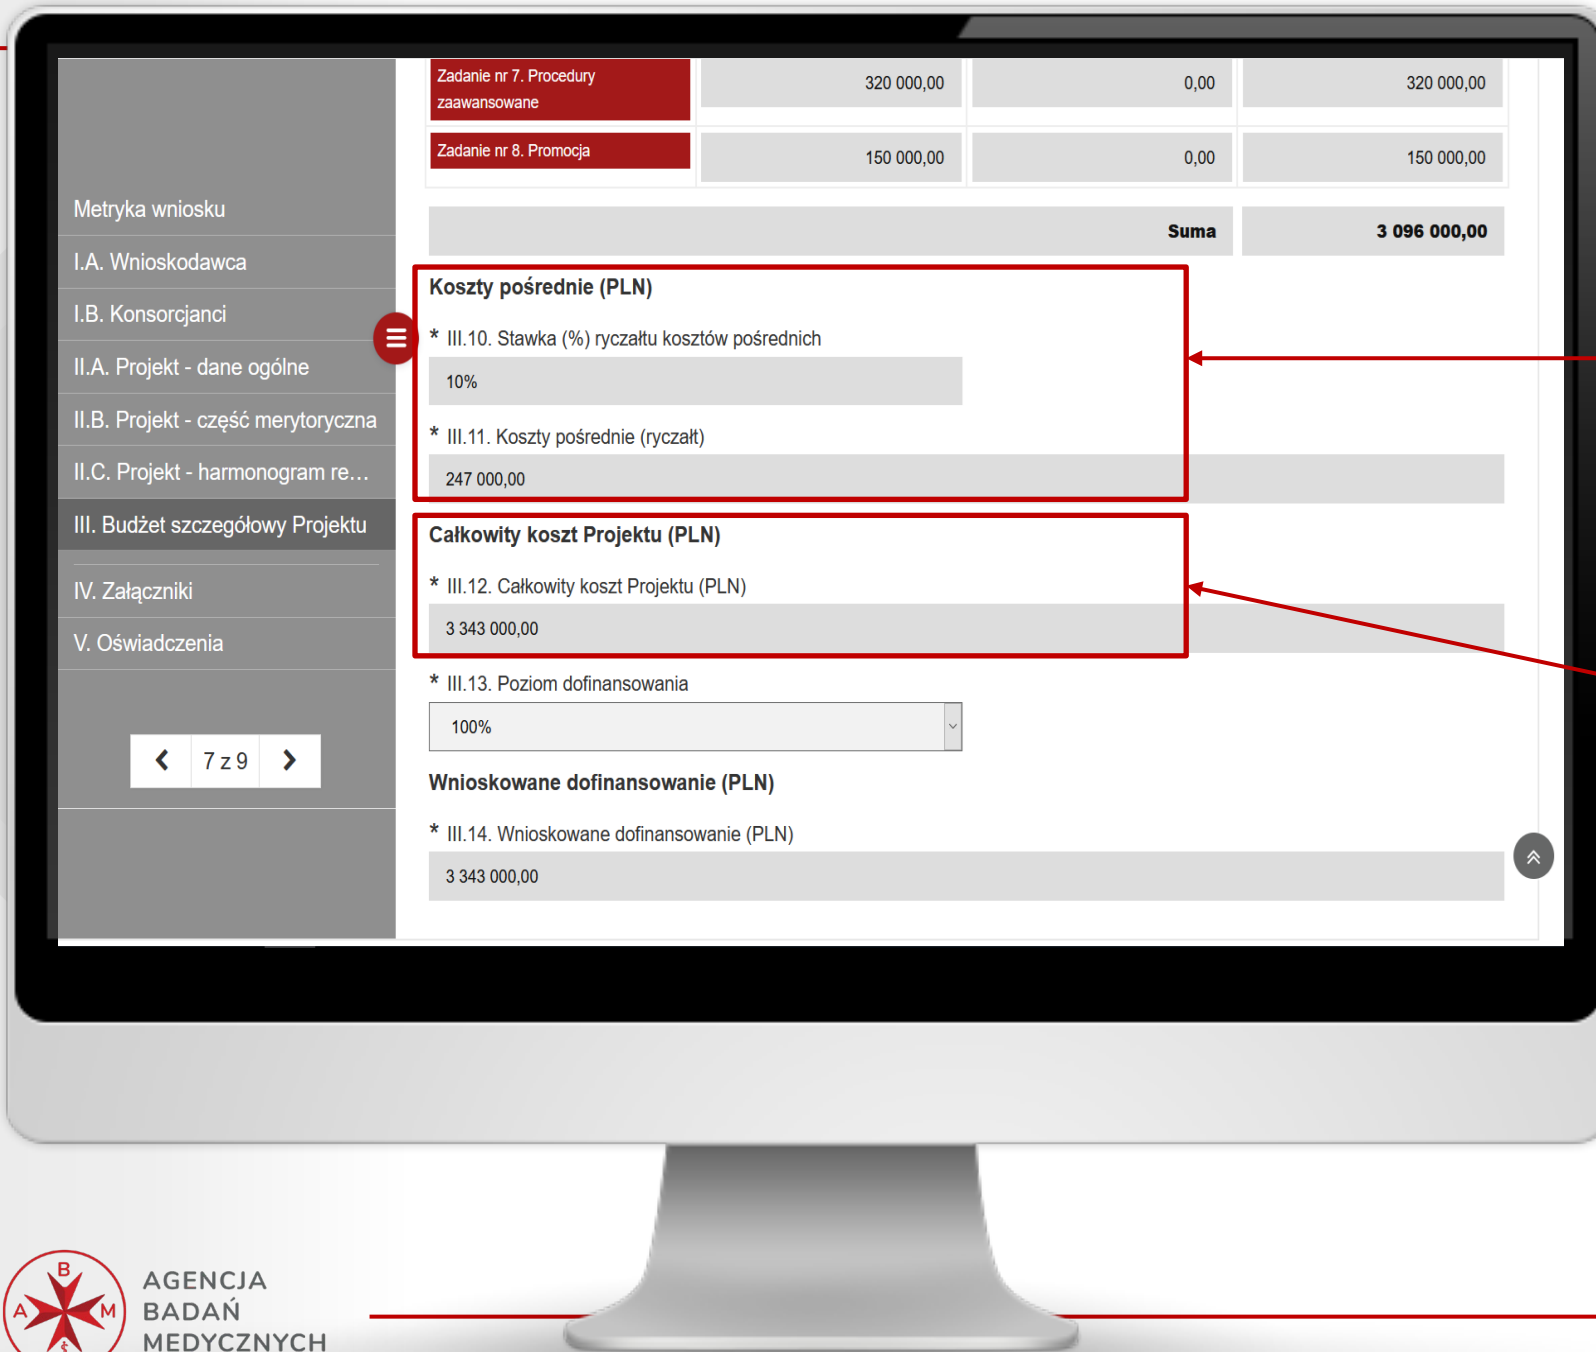 Zadanie nr 7. Procedury
zaawansowane
320 000,00
0,00
320 000,00
Zadanie nr 8. Promocja
150 000,00
0,00
150 000,00
Suma
3 096 000,00
Metryka wniosku
I.A. Wnioskodawca
I.B. Konsorcjanci
II.A. Projekt - dane ogólne
II.B. Projekt - część merytoryczna
II.C. Projekt - harmonogram re...
III. Budżet szczegółowy Projektu
IV. Załączniki
V. Oświadczenia
7 z 9
Koszty pośrednie (PLN)
* III.10. Stawka (%) ryczałtu kosztów pośrednich
10%
* III.11. Koszty pośrednie (ryczałt)
247 000,00
Całkowity koszt Projektu (PLN)
* III.12. Całkowity koszt Projektu (PLN)
3 343 000,00
* III.13. Poziom dofinansowania
100%
Wnioskowane dofinansowanie (PLN)
* III.14. Wnioskowane dofinansowanie (PLN)
3 343 000,00
B
A M
AGENCJA
BADAŃ
MEDYCZNYCH